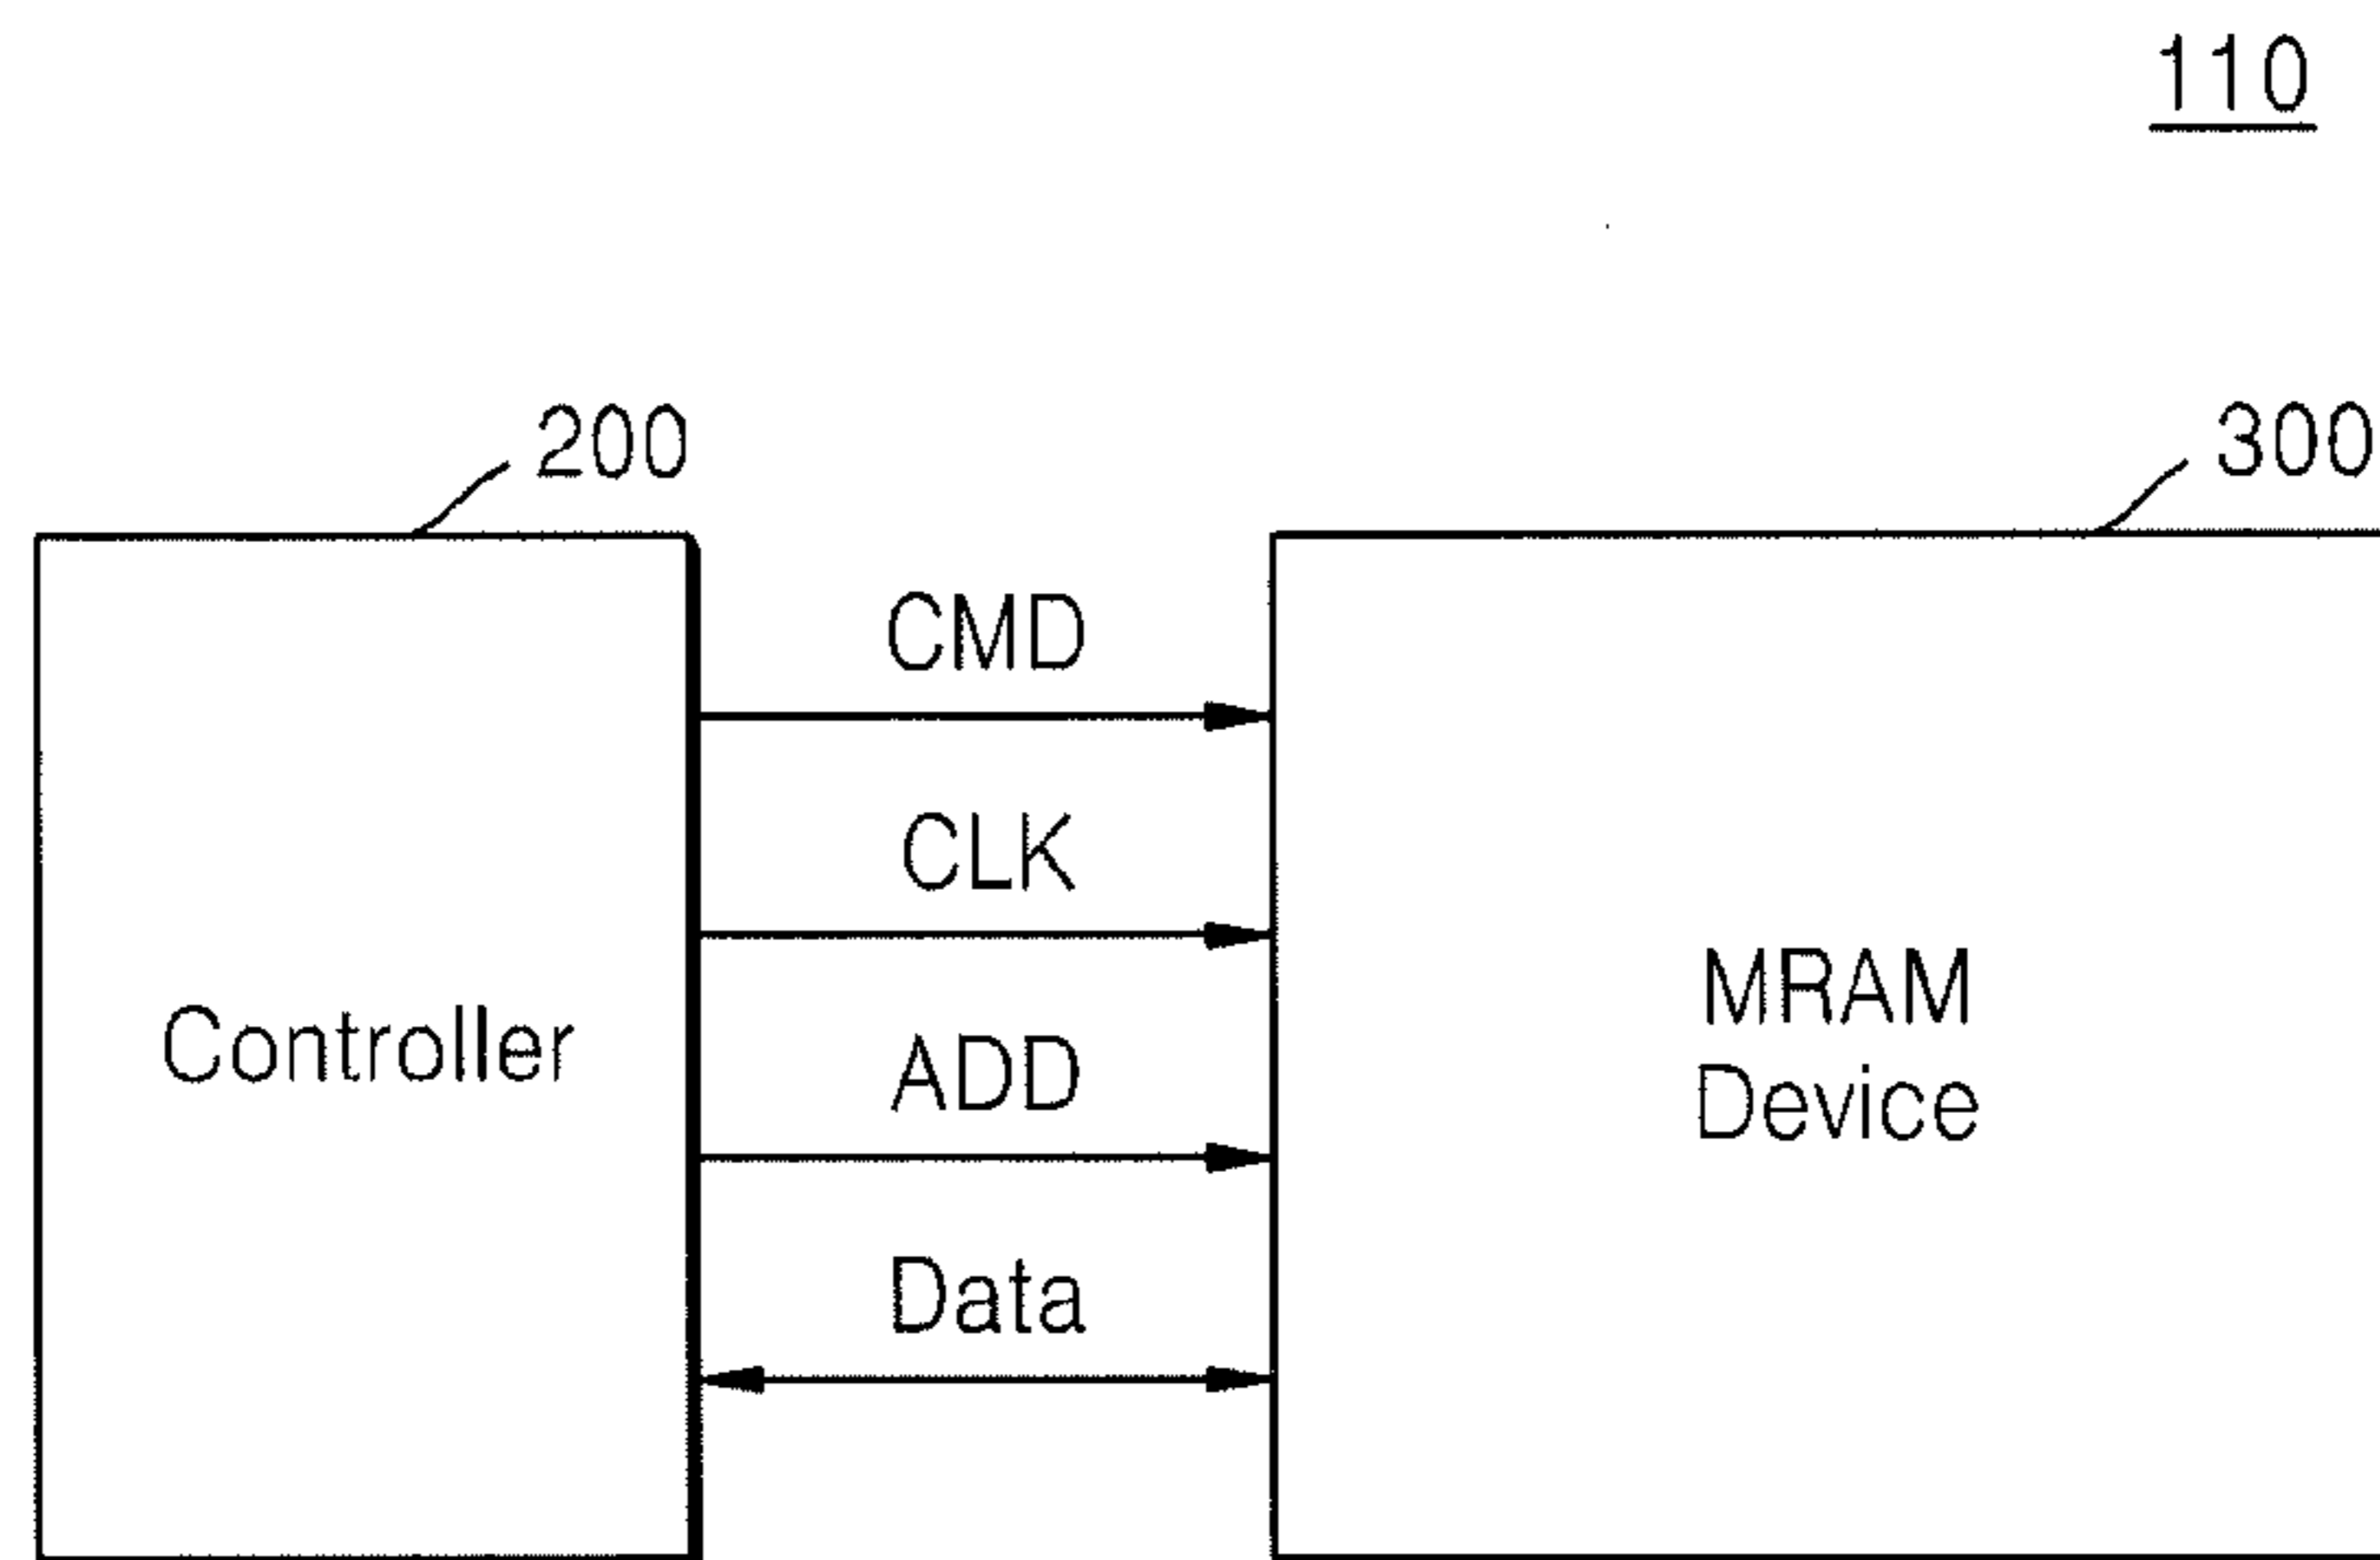 110
200
300
CMD
CLK
Controller
MRAM
Device
ADD
Data